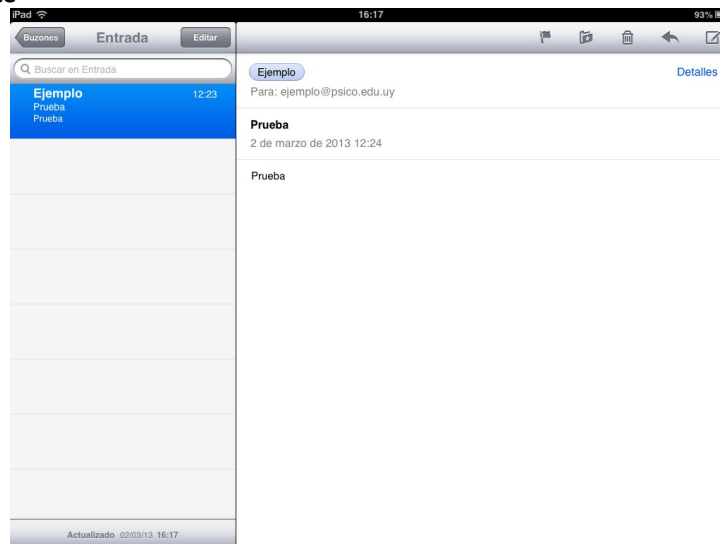 iPad 16:17 93%
Buzones Entrada Editar
Buscar en Entrada
Ejemplo 12:23
Prueba
Prueba
Actualizado 02/03/13 16:17
Ejemplo Detalles
Para: ejemplo@psico.edu.uy
Prueba
2 de marzo de 2013 12:24
Prueba